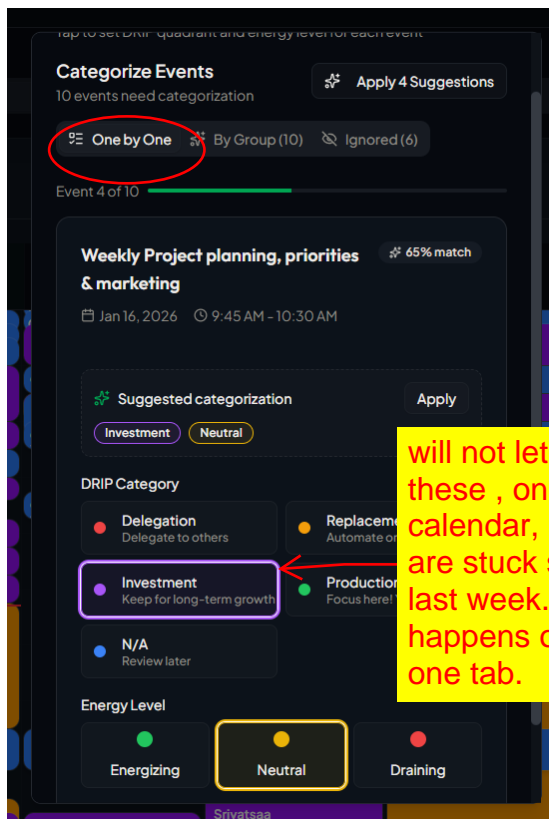 Tap to set DRIP quadrant and energy level for each event
Categorize Events
10 events need categorization
Apply 4 Suggestions
One by One
By Group (10)
Ignored (6)
Event 4 of 10
Weekly Project planning, priorities
& marketing
65% match
Jan 16, 2026
9:45 AM - 10:30 AM
Suggested categorization
Apply
Investment
Neutral
DRIP Category
Delegation
Delegate to others
Replaceme
Automate or
Investment
Keep for long-term growth
Production
Focus here!
N/A
Review later
will not let
these , on
calendar,
are stuck s
last week.
happens o
one tab.
Energy Level
Energizing
Neutral
Draining
Srivatsaa